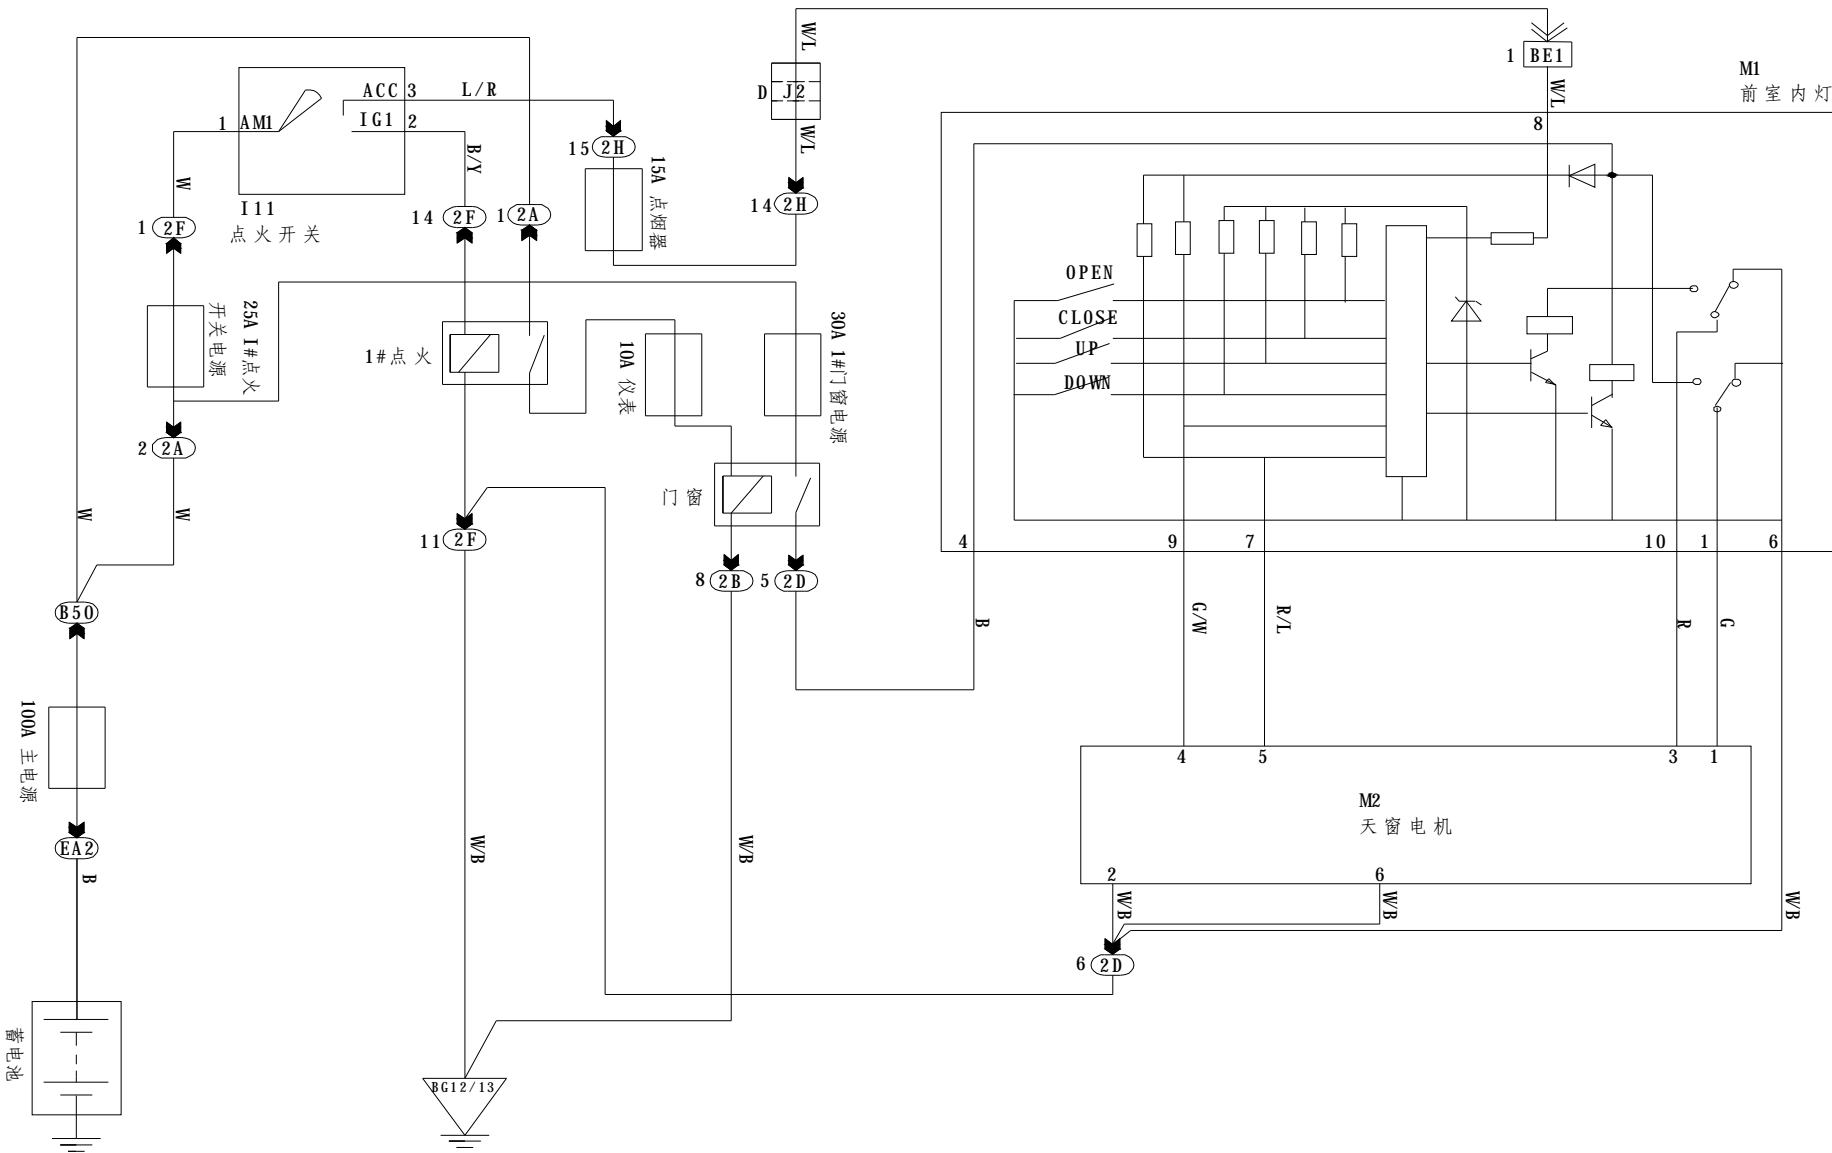 W/L
1 BE1
M1
前室内灯
W/L
D J2
W/L
8
ACC 3
L/R
1 AM1
IG1 2
B/Y
15 2H
15A 点烟器
W
I11
点火开关
1 2F
14 2F
1 2A
14 2H
25A I#点火
开关电源
1#点火
10A 仪表
30A 1#门窗电源
OPEN
CLOSE
UP
DOWN
2 2A
W
W
门窗
11 2F
8 2B
5 2D
4
9
7
10
1
6
B50
B
G/W
R/L
R
G
100A 主电源
4
5
3
1
M2
天窗电机
EA2
B
W/B
W/B
2
6
W/B
W/B
W/B
6 2D
蓄电池
BG12/13